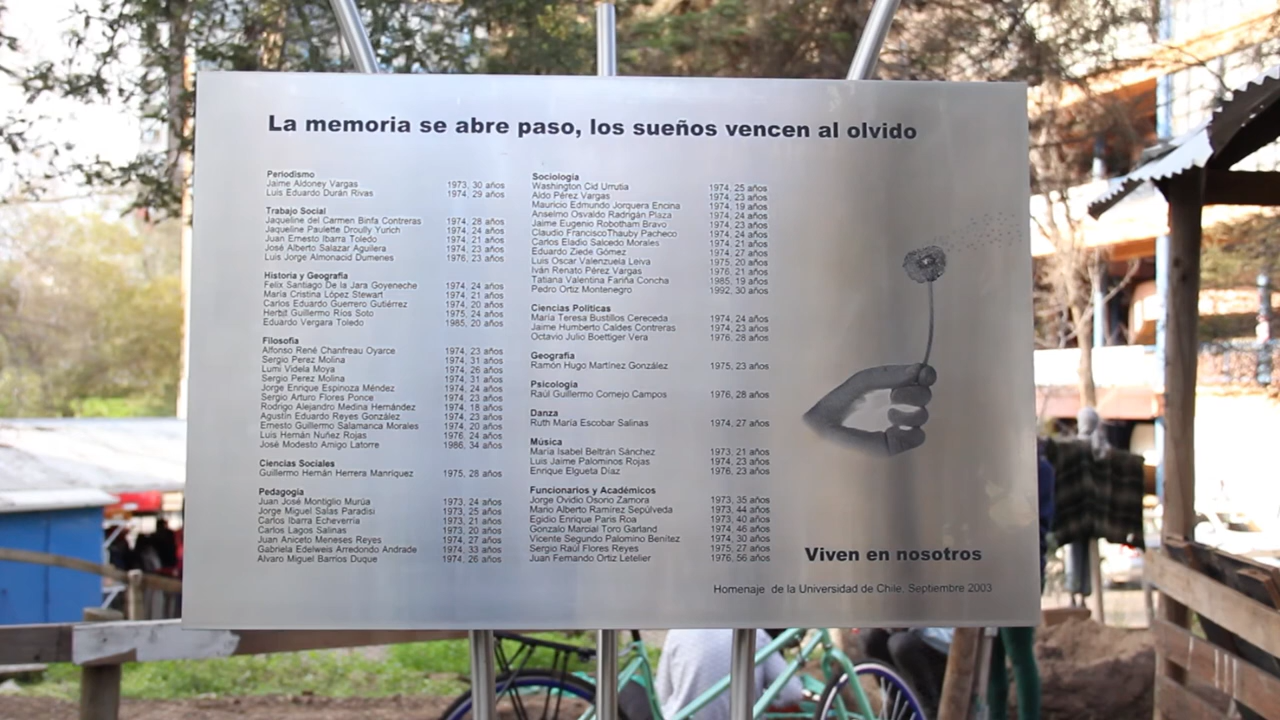 La memoria se abre paso, los sueños vencen al olvido
Periodismo
Jaime Aldoney Vargas 1973, 30 años
Luis Eduardo Durán Rivas 1974, 29 años
Trabajo Social
Jaqueline del Carmen Binfa Contreras 1974, 28 años
Jaqueline Paulette Droully Yurich 1974, 24 años
Juan Ernesto Ibarra Toledo 1974, 21 años
José Alberto Salazar Aguilera 1974, 23 años
Luis Jorge Almonacid Dumenes 1976, 23 años
Historia y Geografía
Felix Santiago De la Jara Goyeneche 1974, 24 años
María Cristina López Stewart 1974, 21 años
Carlos Eduardo Guerrero Gutiérrez 1974, 20 años
Herbit Guillermo Ríos Soto 1975, 24 años
Eduardo Vergara Toledo 1985, 20 años
Filosofía
Alfonso René Chanfreau Oyarce 1974, 23 años
Sergio Perez Molina 1974, 31 años
Lumi Videla Moya 1974, 26 años
Sergio Perez Molina 1974, 31 años
Jorge Enrique Espinoza Méndez 1974, 24 años
Sergio Arturo Flores Ponce 1974, 23 años
Rodrigo Alejandro Medina Hernández 1974, 18 años
Agustín Eduardo Reyes González 1974, 23 años
Ernesto Guillermo Salamanca Morales 1974, 20 años
Luis Hernán Nuñez Rojas 1976, 24 años
José Modesto Amigo Latorre 1986, 34 años
Ciencias Sociales
Guillermo Hernán Herrera Manríquez 1975, 28 años
Pedagogía
Juan José Montiglio Murúa 1973, 24 años
Jorge Miguel Salas Paradisi 1973, 25 años
Carlos Ibarra Echeverría 1973, 21 años
Carlos Lagos Salinas 1973, 20 años
Juan Aniceto Meneses Reyes 1974, 27 años
Gabriela Edelweis Arredondo Andrade 1974, 33 años
Alvaro Miguel Barrios Duque 1974, 26 años
Sociología
Washington Cid Urrutia 1974, 25 años
Aldo Pérez Vargas 1974, 23 años
Mauricio Edmundo Jorquera Encina 1974, 19 años
Anselmo Osvaldo Radrigán Plaza 1974, 24 años
Jaime Eugenio Robotham Bravo 1974, 23 años
Claudio FranciscoThauby Pacheco 1974, 24 años
Carlos Eladio Salcedo Morales 1974, 21 años
Eduardo Ziede Gómez 1974, 27 años
Luis Oscar Valenzuela Leiva 1975, 20 años
Iván Renato Pérez Vargas 1976, 21 años
Tatiana Valentina Fariña Concha 1985, 19 años
Pedro Ortiz Montenegro 1992, 30 años
Ciencias Políticas
María Teresa Bustillos Cereceda 1974, 24 años
Jaime Humberto Caldes Contreras 1974, 23 años
Octavio Julio Boettiger Vera 1976, 28 años
Geografía
Ramón Hugo Martínez González 1975, 23 años
Psicología
Raúl Guillermo Cornejo Campos 1976, 28 años
Danza
Ruth María Escobar Salinas 1974, 27 años
Música
María Isabel Beltrán Sánchez 1973, 21 años
Luis Jaime Palominos Rojas 1974, 23 años
Enrique Elgueta Díaz 1976, 23 años
Funcionarios y Académicos
Jorge Ovidio Osorio Zamora 1973, 35 años
Mario Alberto Ramírez Sepúlveda 1973, 44 años
Egidio Enrique Paris Roa 1973, 40 años
Gonzalo Marcial Toro Garland 1974, 46 años
Vicente Segundo Palomino Benítez 1974, 30 años
Sergio Raúl Flores Reyes 1975, 27 años
Juan Fernando Ortiz Letelier 1976, 56 años
Viven en nosotros
Homenaje de la Universidad de Chile. Septiembre 2003